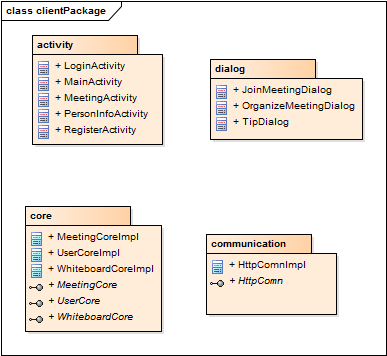 class clientPackage
activity
+ LoginActivity
+ MainActivity
+ MeetingActivity
+ PersonInfoActivity
+ RegisterActivity
dialog
+ JoinMeetingDialog
+ OrganizeMeetingDialog
+ TipDialog
core
+ MeetingCoreImpl
+ UserCoreImpl
+ WhiteboardCoreImpl
+ MeetingCore
+ UserCore
+ WhiteboardCore
communication
+ HttpComnImpl
+ HttpComn